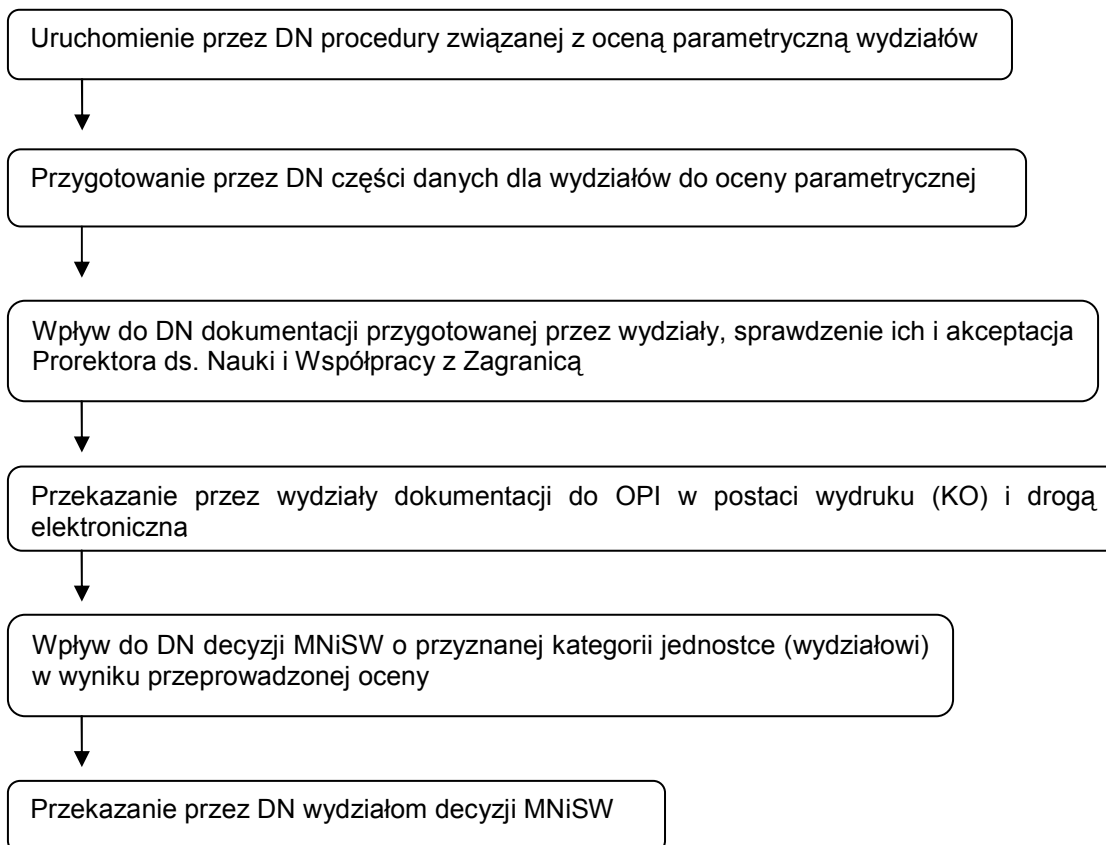 Uruchomienie przez DN procedury związanej z oceną parametryczną wydziałów
Przygotowanie przez DN części danych dla wydziałów do oceny parametrycznej
Wpływ do DN dokumentacji przygotowanej przez wydziały, sprawdzenie ich i akceptacja
Prorektora ds. Nauki i Współpracy z Zagranicą
Przekazanie przez wydziały dokumentacji do OPI w postaci wydruku (KO) i drogą
elektroniczna
Wpływ do DN decyzji MNiSW o przyznanej kategorii jednostce (wydziałowi)
w wyniku przeprowadzonej oceny
Przekazanie przez DN wydziałom decyzji MNiSW